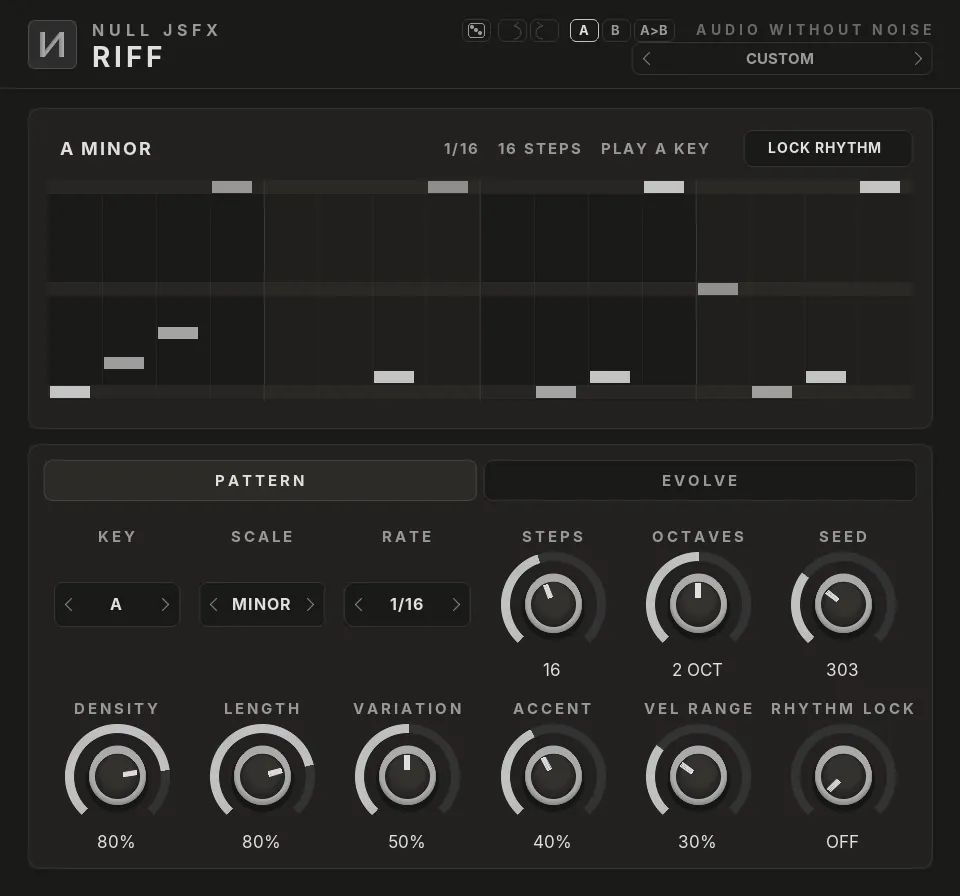 NULL JSFX
RIFF
A B A>B AUDIO WITHOUT NOISE
CUSTOM
A MINOR 1/16 16 STEPS PLAY A KEY LOCK RHYTHM
PATTERN EVOLVE
KEY SCALE RATE STEPS OCTAVES SEED
A MINOR 1/16
16 2 OCT 303
DENSITY LENGTH VARIATION ACCENT VEL RANGE RHYTHM LOCK
80% 80% 50% 40% 30% OFF